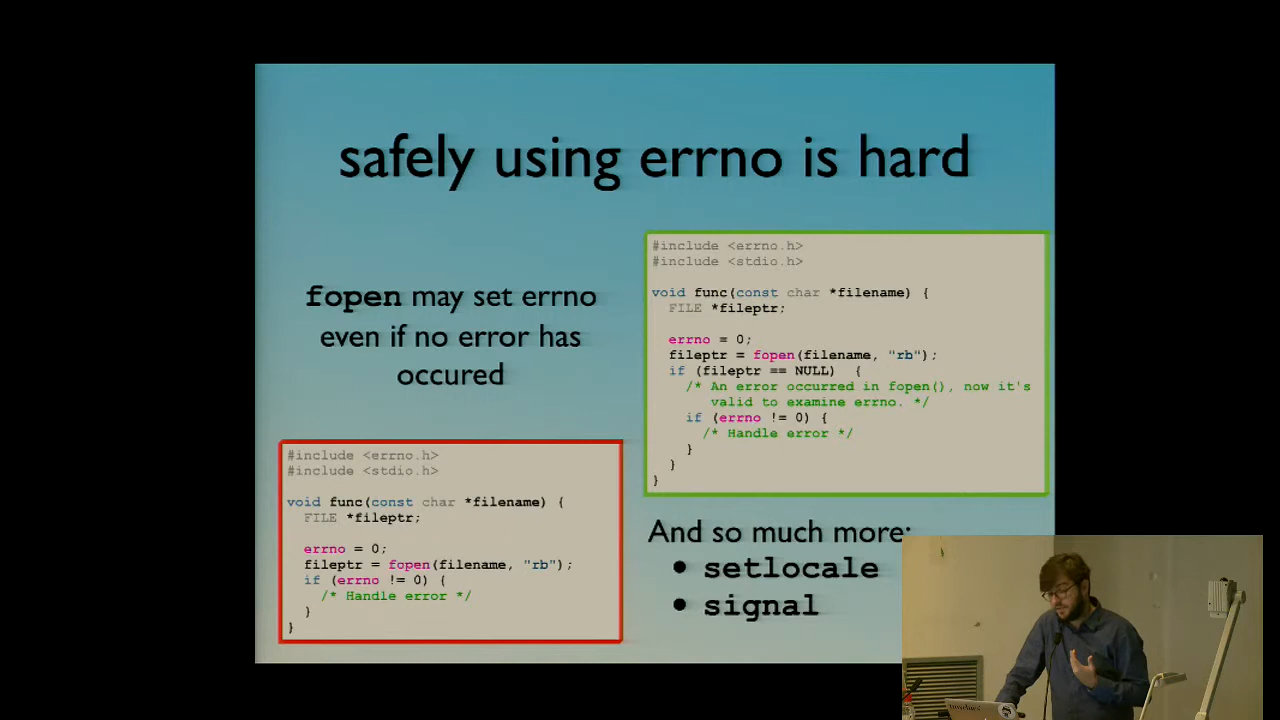 safely using errno is hard
fopen may set errno
even if no error has
occured
#include <errno.h>
#include <stdio.h>
void func(const char *filename) {
FILE *fileptr;
errno = 0;
fileptr = fopen(filename, "rb");
if (errno != 0) {
/* Handle error */
}
}
#include <errno.h>
#include <stdio.h>
void func(const char *filename) {
FILE *fileptr;
errno = 0;
fileptr = fopen(filename, "rb");
if (fileptr == NULL)  {
/* An error occurred in fopen(), now it's
valid to examine errno. */
if (errno != 0) {
/* Handle error */
}
}
}
And so much more:
• setlocale
• signal